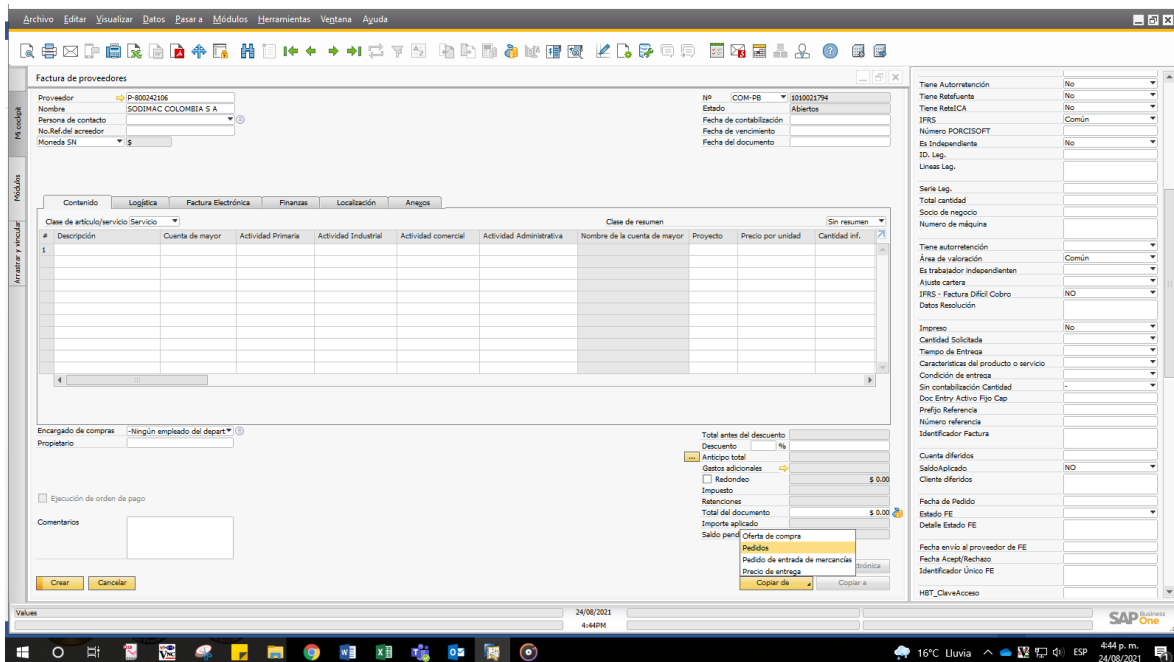 Archivo Editar Visualizar Datos Pasar a Módulos Herramientas Ventana Ayuda
Mi cockpit
Módulos
Arrastrar y vincular
Factura de proveedores
Proveedor P-800242106
Nombre SODIMAC COLOMBIA S A
Persona de contacto
No.Ref.del acreedor
Moneda SN $
Nº COM-PB 1010021794
Estado Abiertos
Fecha de contabilización
Fecha de vencimiento
Fecha del documento
Contenido Logística Factura Electrónica Finanzas Localización Anexos
Clase de artículo/servicio Servicio Clase de resumen Sin resumen
# Descripción Cuenta de mayor Actividad Primaria Actividad Industrial Actividad comercial Actividad Administrativa Nombre de la cuenta de mayor Proyecto Precio por unidad Cantidad inf.
1
Encargado de compras -Ningún empleado del depart
Propietario
Ejecución de orden de pago
Comentarios
Total antes del descuento
Descuento %
... Anticipo total
Gastos adicionales
Redondeo $ 0.00
Impuesto
Retenciones
Total del documento $ 0.00
Importe aplicado
Saldo pend
Oferta de compra
Pedidos
Pedido de entrada de mercancías
Precio de entrega
Crear Cancelar Copiar de Copiar a
Tiene Autorretención No
Tiene Retefuente No
Tiene ReteICA No
IFRS Común
Número PORCISOFT
Es Independiente No
ID. Leg.
Lineas Leg.
Serie Leg.
Total cantidad
Socio de negocio
Numero de máquina
Tiene autorretención
Área de valoración Común
Es trabajador independienten
Ajuste cartera
IFRS - Factura Difícil Cobro NO
Datos Resolución
Impreso No
Cantidad Solicitada
Tiempo de Entrega
Caracteristicas del producto o servicio
Condición de entrega
Sin contabilización Cantidad -
Doc Entry Activo Fijo Cap
Prefijo Referencia
Número referencia
Identificador Factura
Cuenta diferidos
SaldoAplicado NO
Cliente diferidos
Fecha de Pedido
Estado FE
Detalle Estado FE
Fecha envío al proveedor de FE
Fecha Acept/Rechazo
Identificador Único FE
HBT_ClaveAcceso
Values 24/08/2021
4:44PM
SAP Business One
16°C Lluvia ESP 4:44 p. m.
24/08/2021